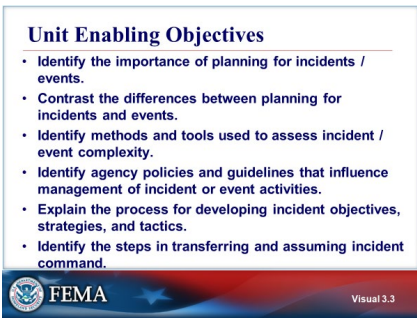 Unit Enabling Objectives
• Identify the importance of planning for incidents /
events.
• Contrast the differences between planning for
incidents and events.
• Identify methods and tools used to assess incident /
event complexity.
• Identify agency policies and guidelines that influence
management of incident or event activities.
• Explain the process for developing incident objectives,
strategies, and tactics.
• Identify the steps in transferring and assuming incident
command.
FEMA
Visual 3.3